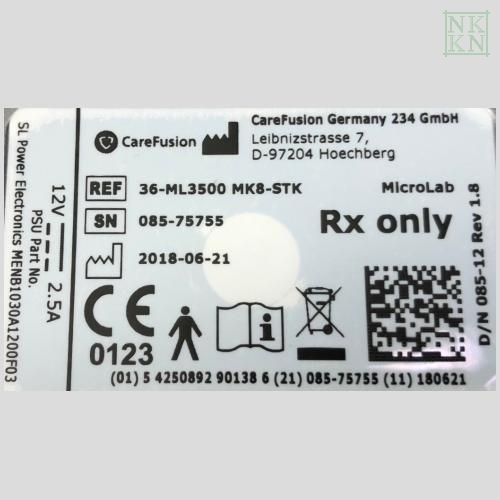 NK
KN
CareFusion
CareFusion Germany 234 GmbH
Leibnizstrasse 7,
D-97204 Hoechberg
REF 36-ML3500 MK8-STK
MicroLab
SN 085-75755
Rx only
2018-06-21
CE
0123
(01) 5 4250892 90138 6 (21) 085-75755 (11) 180621
12V 2.5A
PSU Part No.
SL Power Electronics MENB1030A1200F03
D/N 085-12 Rev 1.8